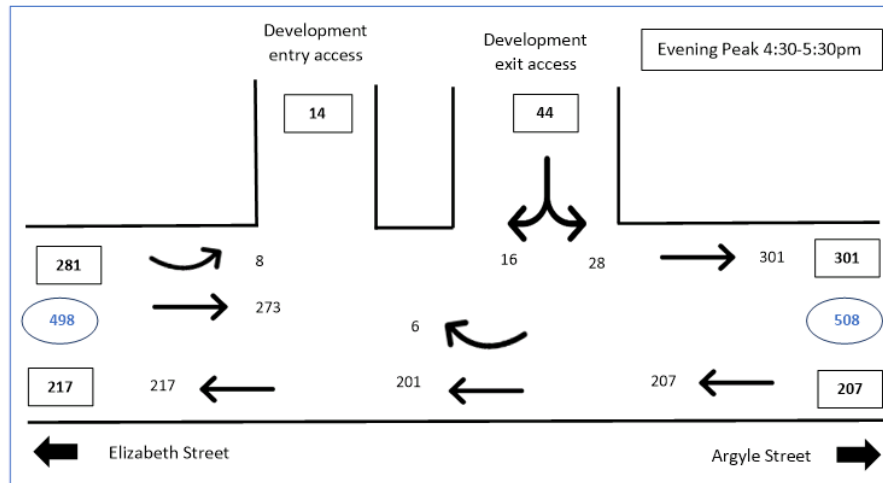 Development
entry access
Development
exit access
Evening Peak 4:30-5:30pm
14
44
281
8
16
28
301
301
498
273
6
508
217
217
201
207
207
Elizabeth Street
Argyle Street